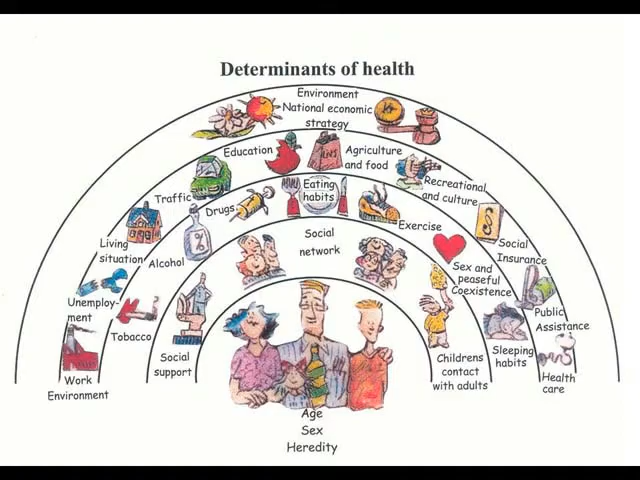 Determinants of health
Environment
National economic
strategy
Education
Agriculture
and food
Traffic
Recreational
and culture
Drugs
Eating
habits
Exercise
Living
situation
Alcohol
Social
network
Social
Insurance
Sex and
peaseful
Coexistence
Unemploy-
ment
Tobacco
Public
Assistance
Work
Environment
Social
support
Childrens
contact
with adults
Sleeping
habits
Health
care
Age
Sex
Heredity
%
$